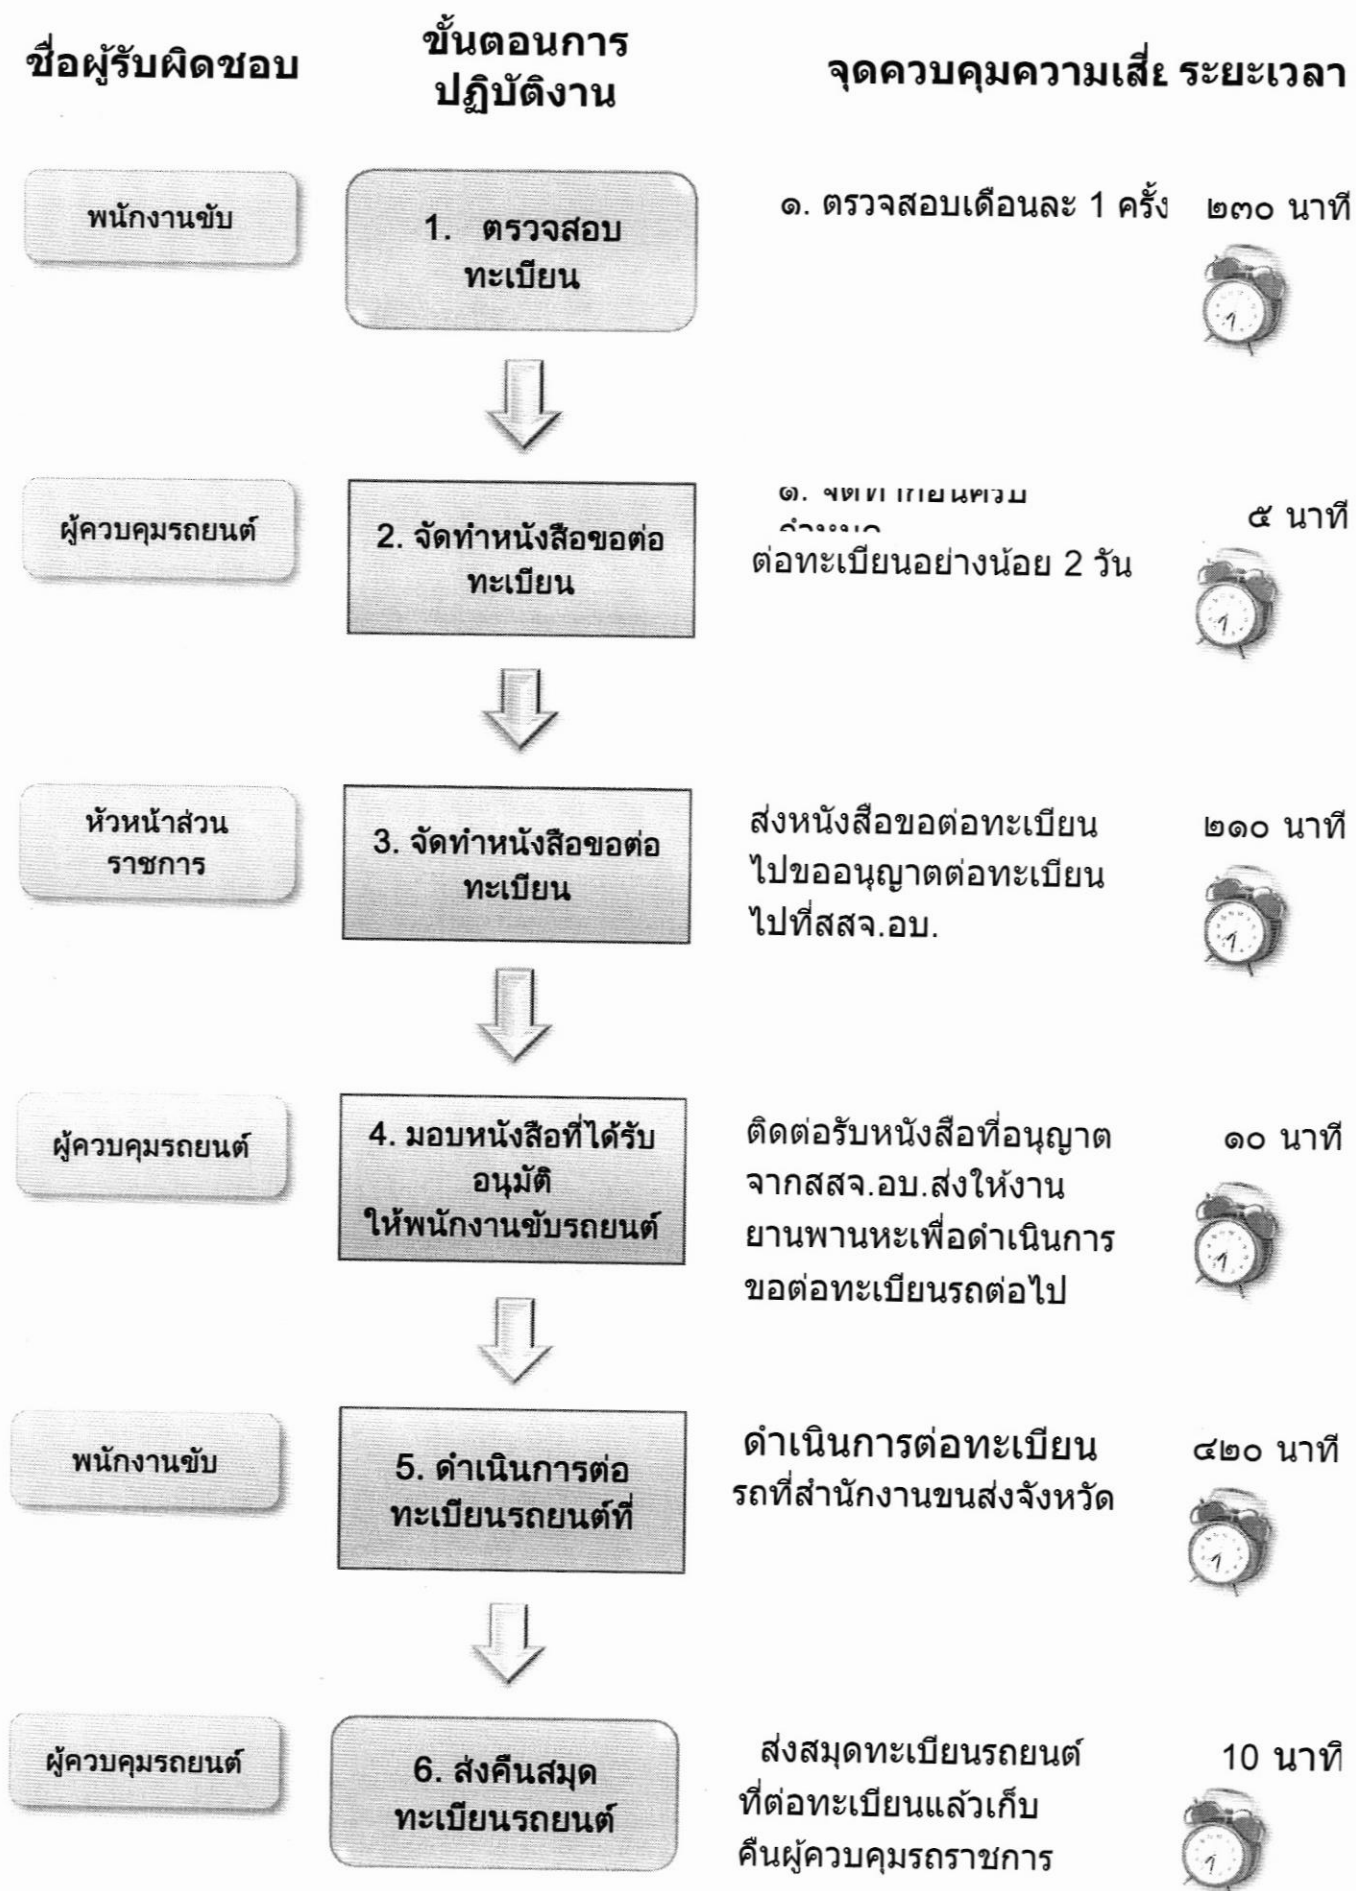 ชื่อผู้รับผิดชอบ
ขั้นตอนการ
ปฏิบัติงาน
จุดควบคุมความเสี่ย
ระยะเวลา
พนักงานขับ
1. ตรวจสอบ
ทะเบียน
๑. ตรวจสอบเดือนละ 1 ครั้ง
๒๓๐ นาที
ผู้ควบคุมรถยนต์
2. จัดทำหนังสือขอต่อ
ทะเบียน
๑.
ต่อทะเบียนอย่างน้อย 2 วัน
๕ นาที
หัวหน้าส่วน
ราชการ
3. จัดทำหนังสือขอต่อ
ทะเบียน
ส่งหนังสือขอต่อทะเบียน
ไปขออนุญาตต่อทะเบียน
ไปที่สสจ.อบ.
๒๑๐ นาที
ผู้ควบคุมรถยนต์
4. มอบหนังสือที่ได้รับ
อนุมัติ
ให้พนักงานขับรถยนต์
ติดต่อรับหนังสือที่อนุญาต
จากสสจ.อบ.ส่งให้งาน
ยานพานหะเพื่อดำเนินการ
ขอต่อทะเบียนรถต่อไป
๑๐ นาที
พนักงานขับ
5. ดำเนินการต่อ
ทะเบียนรถยนต์ที่
ดำเนินการต่อทะเบียน
รถที่สำนักงานขนส่งจังหวัด
๔๒๐ นาที
ผู้ควบคุมรถยนต์
6. ส่งคืนสมุด
ทะเบียนรถยนต์
ส่งสมุดทะเบียนรถยนต์
ที่ต่อทะเบียนแล้วเก็บ
คืนผู้ควบคุมรถราชการ
10 นาที